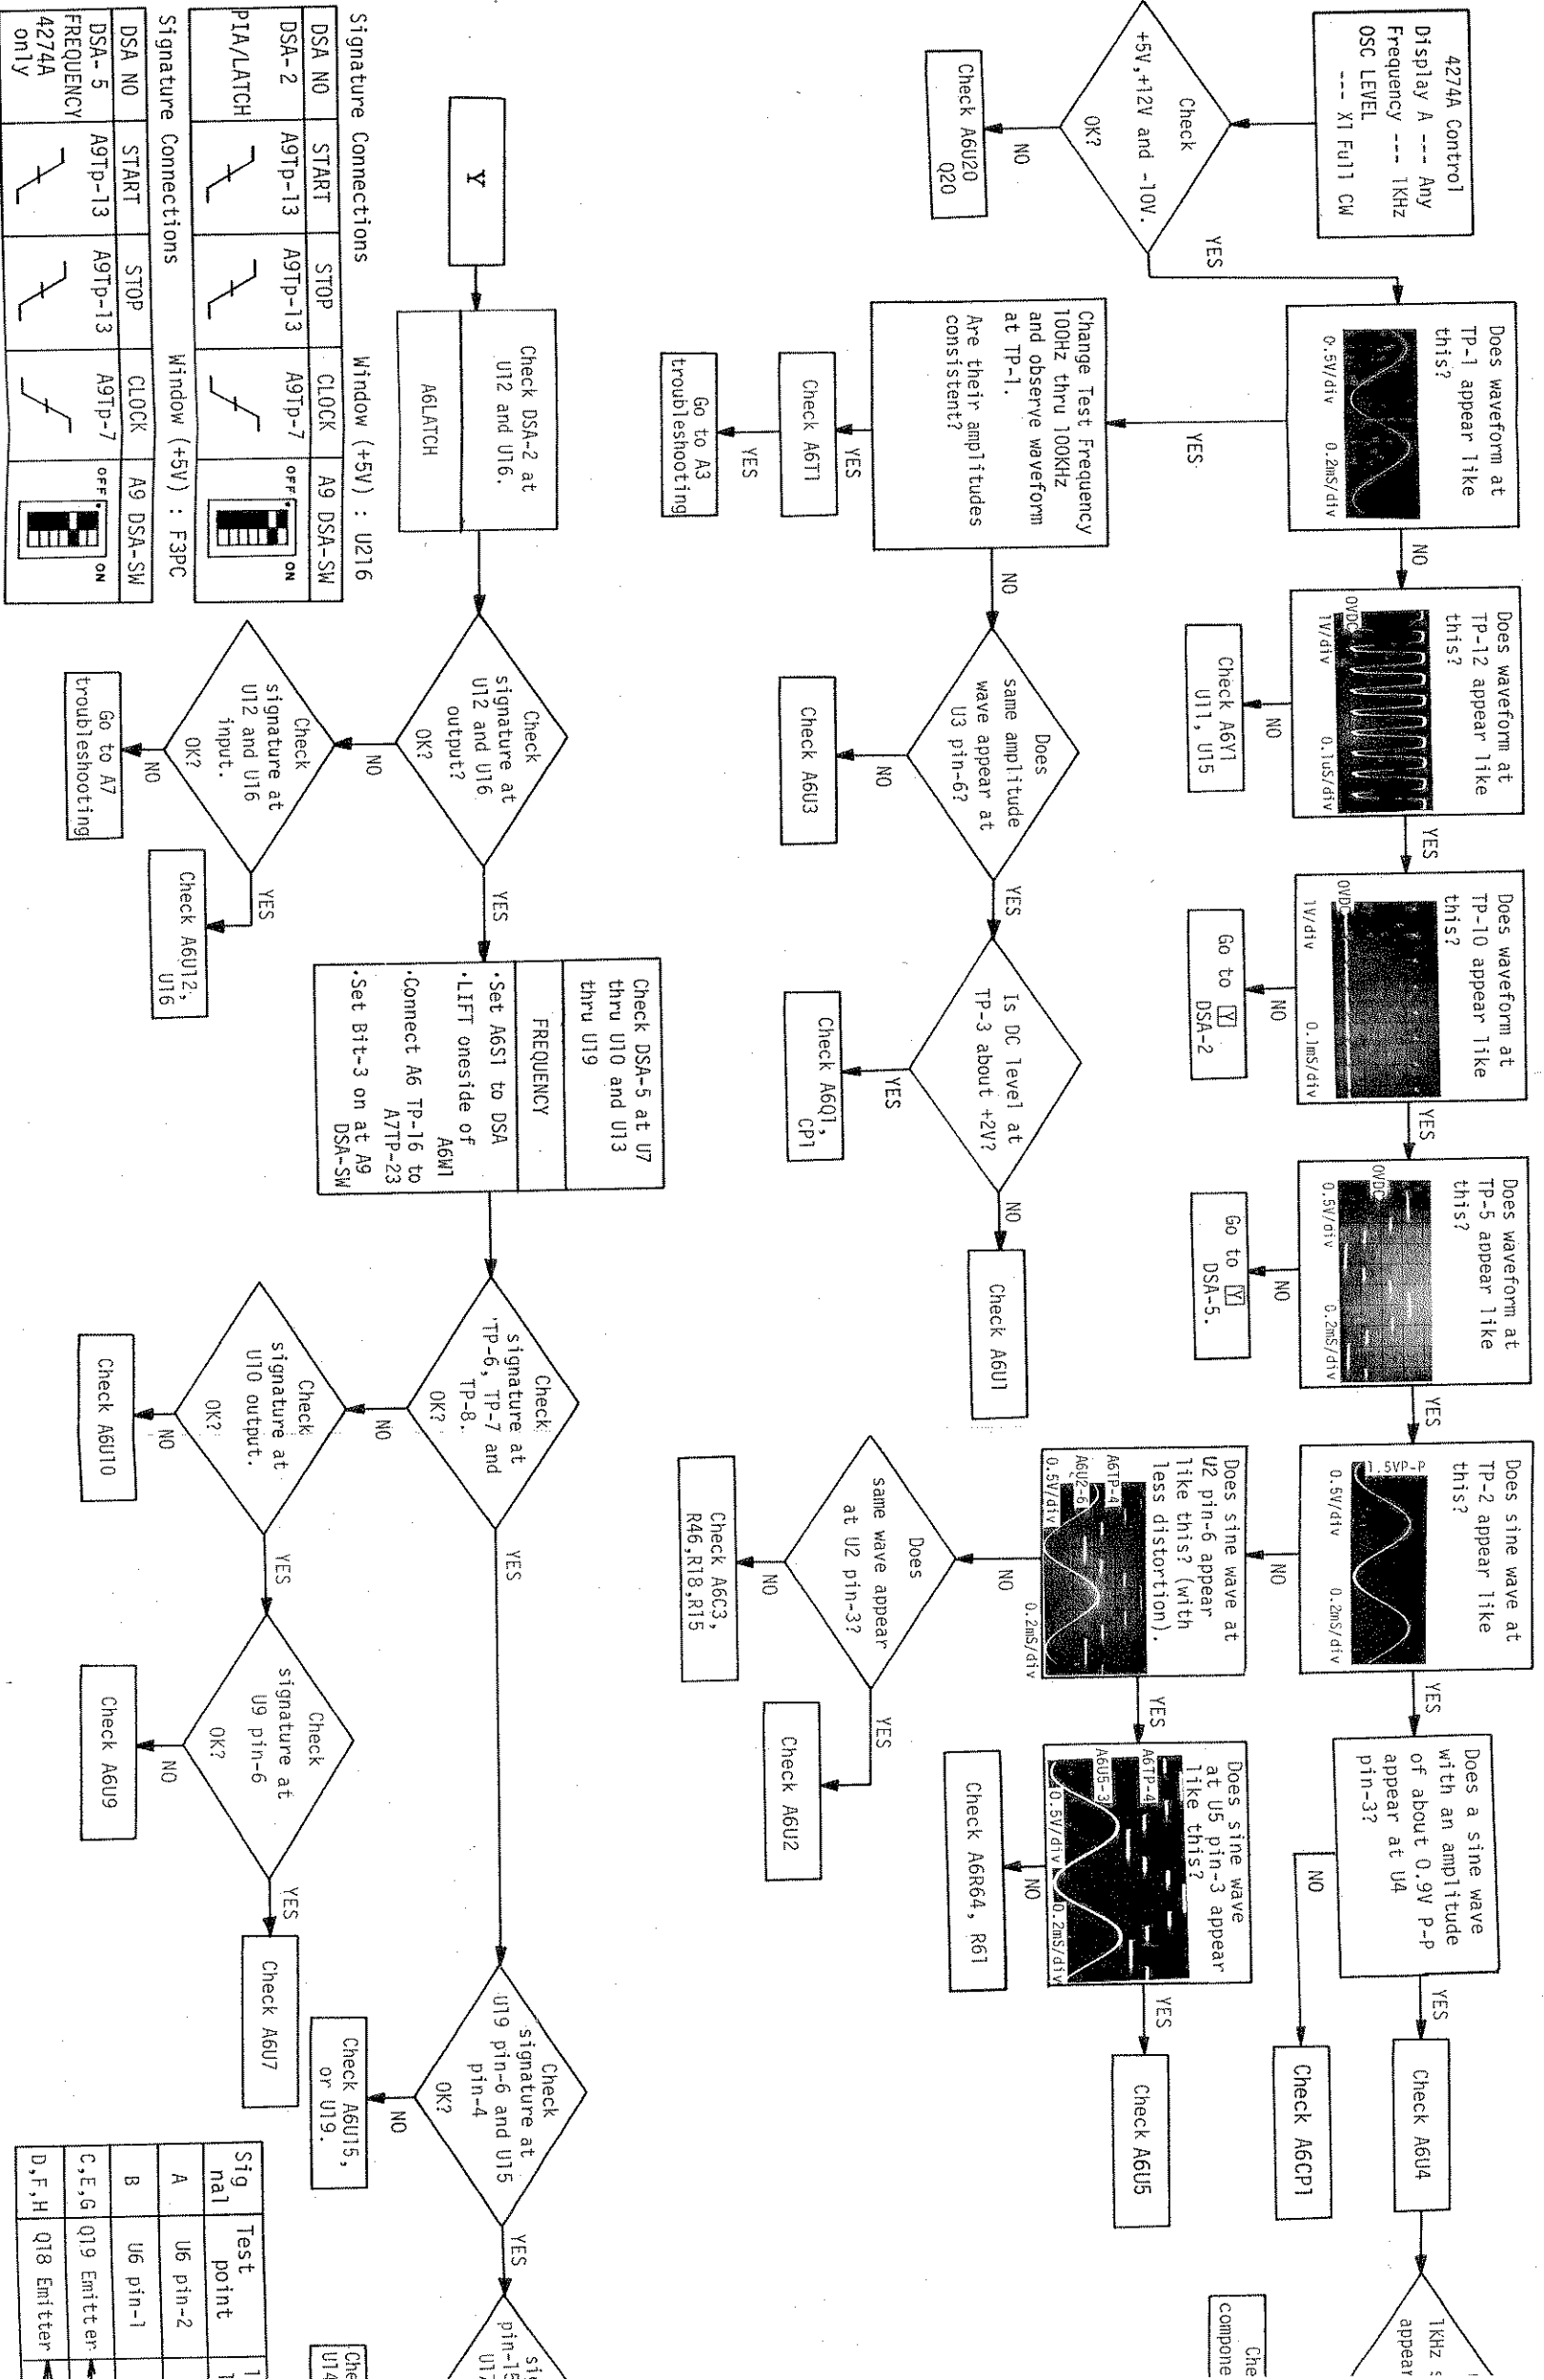 4274A Control
Display A --- Any
Frequency --- 1KHz
OSC LEVEL
--- X1 Full CW
Check
+5V,+12V and -10V.
OK?
NO
Check A6U20
Q20
YES
Does waveform at
TP-1 appear like
this?
0.5V/div 0.2mS/div
YES
NO
Does waveform at
TP-12 appear like
this?
0VDC
1V/div 0.1uS/div
NO
Check A6Y1
U11, U15
YES
Does waveform at
TP-10 appear like
this?
0VDC
1V/div 0.1mS/div
NO
Go to Y
DSA-2
YES
Does waveform at
TP-5 appear like
this?
0VDC
0.5V/div 0.2mS/div
NO
Go to Y
DSA-5.
YES
Does sine wave at
TP-2 appear like
this?
1.5VP-P
0.5V/div 0.2mS/div
NO
YES
Does a sine wave
with an amplitude
of about 0.9V P-P
appear at U4
pin-3?
NO
Check A6CP1
YES
Check A6U4
1KHz s
appear
Che
compone
Change Test Frequency
100Hz thru 100KHz
and observe waveform
at TP-1.
Are their amplitudes
consistent?
YES
Check A6T1
YES
Go to A3
troubleshooting
NO
Does
same amplitude
wave appear at
U3 pin-6?
NO
Check A6U3
YES
Is DC level at
TP-3 about +2V?
YES
Check A6Q1,
CP1
NO
Check A6U1
Does sine wave at
U2 pin-6 appear
like this? (with
less distortion).
A6TP-4
A6U2-6
0.5V/div 0.2mS/div
NO
Does
same wave appear
at U2 pin-3?
NO
Check A6C3,
R46,R18,R15
YES
Check A6U2
YES
Does sine wave
at U5 pin-3 appear
like this?
A6TP-4
A6U5-3
0.5V/div 0.2mS/div
NO
Check A6R64, R61
YES
Check A6U5
Y
Check DSA-2 at
U12 and U16.
A6LATCH
Check
signature at
U12 and U16
output?
OK?
NO
Check
signature at
U12 and U16
input.
OK?
NO
Go to A7
troubleshooting
YES
Check A6U12,
U16
YES
Check DSA-5 at U7
thru U10 and U13
thru U19
FREQUENCY
·Set A6S1 to DSA
·LIFT oneside of
A6W1
·Connect A6 TP-16 to
A7TP-23
·Set Bit-3 on at A9
DSA-SW
Check
signature at
TP-6, TP-7 and
TP-8.
OK?
NO
Check
signature at
U10 output.
OK?
NO
Check A6U10
YES
Check
signature at
U9 pin-6
OK?
NO
Check A6U9
YES
Check A6U7
YES
Check
signature at
U19 pin-6 and U15
pin-4
OK?
NO
Check A6U15,
or U19.
YES
sig
pin-15
U17
Che
U14
Signature Connections Window (+5V) : U216
DSA NO START STOP CLOCK A9 DSA-SW
DSA-2 A9Tp-13 A9Tp-13 A9Tp-7 OFF
PIA/LATCH ON
Signature Connections Window (+5V) : F3PC
DSA NO START STOP CLOCK A9 DSA-SW
DSA-5 A9Tp-13 A9Tp-13 A9Tp-7 OFF
FREQUENCY ON
4274A
only
Sig Test
nal point
A U6 pin-2
B U6 pin-1
C,E,G Q19 Emitter
D,F,H Q18 Emitter